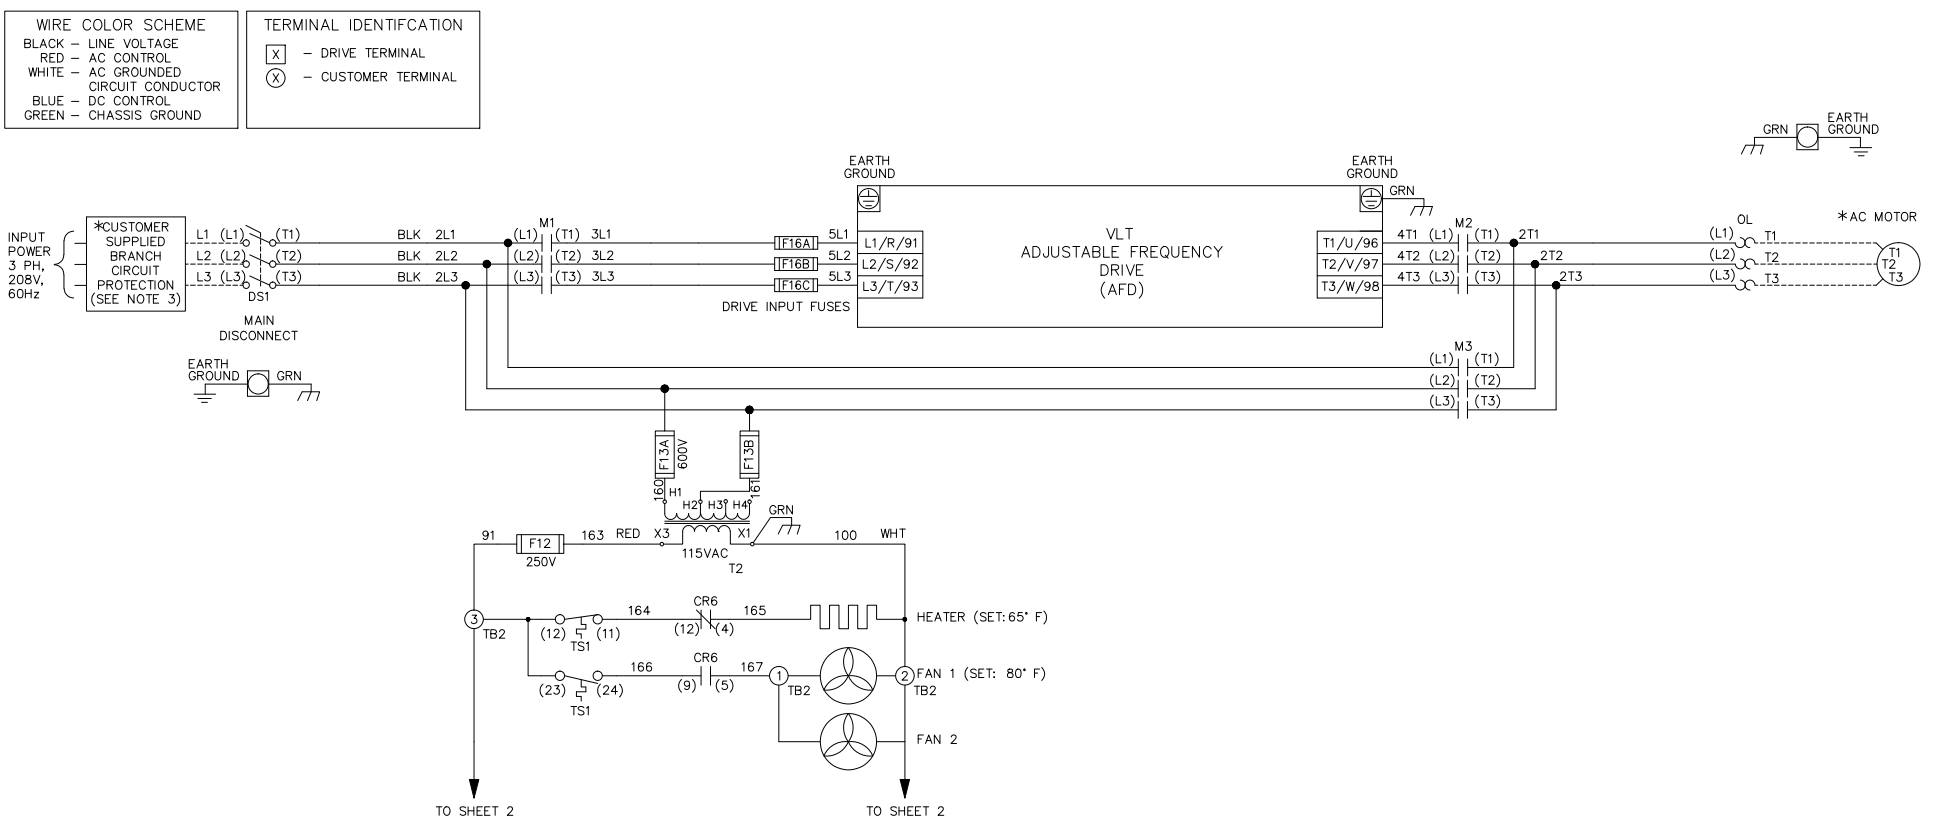 WIRE COLOR SCHEME
BLACK – LINE VOLTAGE
RED – AC CONTROL
WHITE – AC GROUNDED
CIRCUIT CONDUCTOR
BLUE – DC CONTROL
GREEN – CHASSIS GROUND
TERMINAL IDENTIFCATION
X – DRIVE TERMINAL
X – CUSTOMER TERMINAL
GRN
EARTH
GROUND
INPUT
POWER
3 PH,
208V,
60Hz
*CUSTOMER
SUPPLIED
BRANCH
CIRCUIT
PROTECTION
(SEE NOTE 3)
L1 (L1) (T1)
L2 (L2) (T2)
L3 (L3) (T3)
DS1
MAIN
DISCONNECT
EARTH
GROUND
GRN
BLK 2L1
BLK 2L2
BLK 2L3
M1
(L1) (T1) 3L1
(L2) (T2) 3L2
(L3) (T3) 3L3
F16A
F16B
F16C
5L1
5L2
5L3
DRIVE INPUT FUSES
EARTH
GROUND
L1/R/91
L2/S/92
L3/T/93
VLT
ADJUSTABLE FREQUENCY
DRIVE
(AFD)
EARTH
GROUND
GRN
T1/U/96
T2/V/97
T3/W/98
M2
4T1 (L1) (T1) 2T1
4T2 (L2) (T2) 2T2
4T3 (L3) (T3) 2T3
OL
(L1) T1
(L2) T2
(L3) T3
*AC MOTOR
T1
T2
T3
M3
(L1) (T1)
(L2) (T2)
(L3) (T3)
F13A
600V
F13B
160
161
H1
H2
H3
H4
GRN
91
F12
250V
163
RED
X3
X1
115VAC
T2
100
WHT
3
TB2
(12)
(11)
TS1
164
CR6
(12)
(4)
165
HEATER (SET:65° F)
(23)
(24)
TS1
166
CR6
(9)
(5)
167
1
TB2
2
TB2
FAN 1 (SET: 80° F)
FAN 2
TO SHEET 2
TO SHEET 2